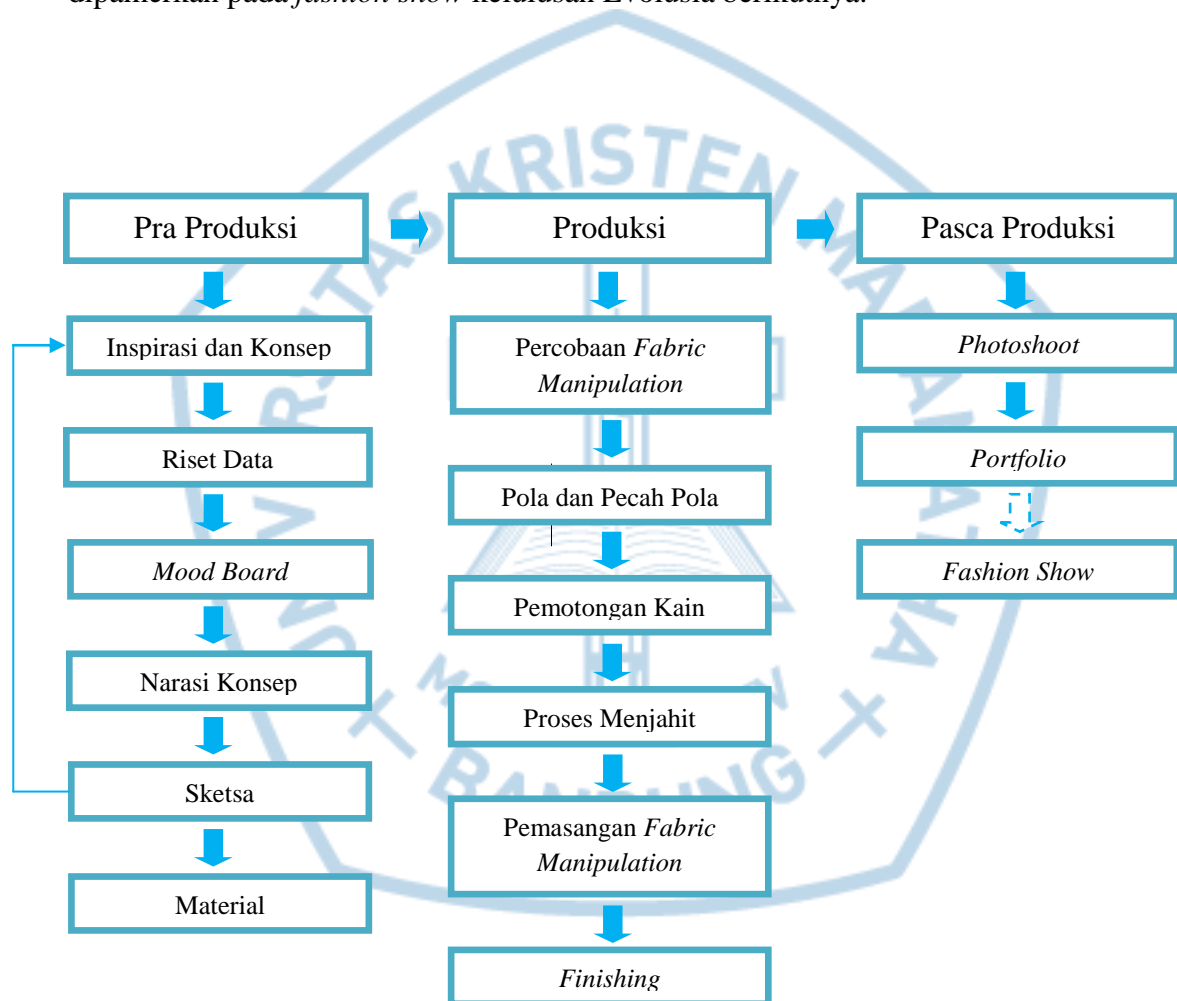 dipamerkan pada fashion show kelulusan Evolusia berikutnya.
UNIVERSITAS KRISTEN MARANATHA
BANDUNG
Pra Produksi
Inspirasi dan Konsep
Riset Data
Mood Board
Narasi Konsep
Sketsa
Material
Produksi
Percobaan Fabric
Manipulation
Pola dan Pecah Pola
Pemotongan Kain
Proses Menjahit
Pemasangan Fabric
Manipulation
Finishing
Pasca Produksi
Photoshoot
Portfolio
Fashion Show